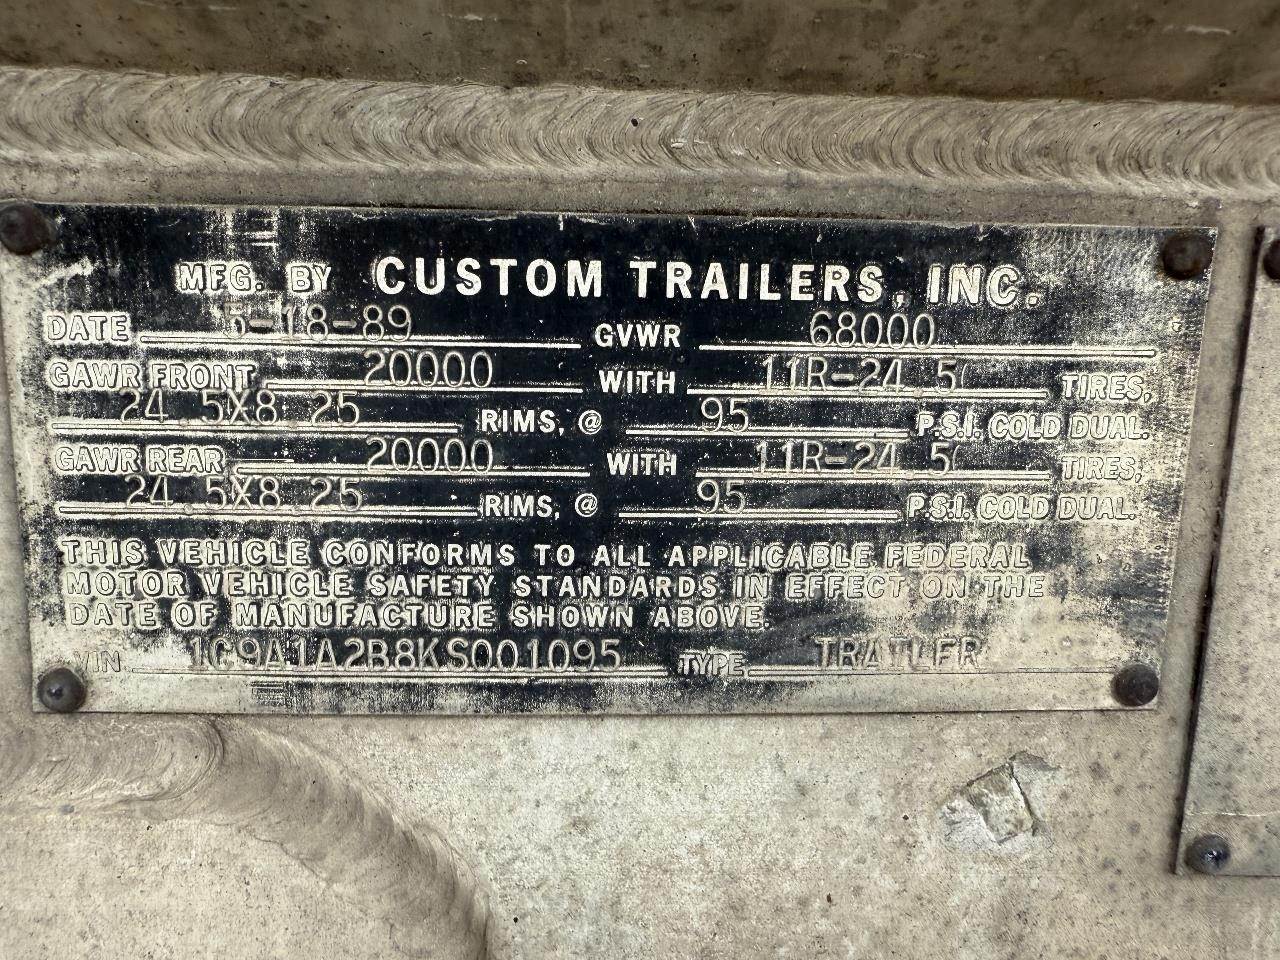 MFG. BY CUSTOM TRAILERS, INC.
DATE 5-18-89 GVWR 68000
GAWR FRONT 20000 WITH 11R-24.5 TIRES,
24.5X8.25 RIMS, @ 95 P.S.I. COLD DUAL.
GAWR REAR 20000 WITH 11R-24.5 TIRES,
24.5X8.25 RIMS, @ 95 P.S.I. COLD DUAL.
THIS VEHICLE CONFORMS TO ALL APPLICABLE FEDERAL
MOTOR VEHICLE SAFETY STANDARDS IN EFFECT ON THE
DATE OF MANUFACTURE SHOWN ABOVE.
VIN 1C9A1A2B8KS001095 TYPE TRAILER